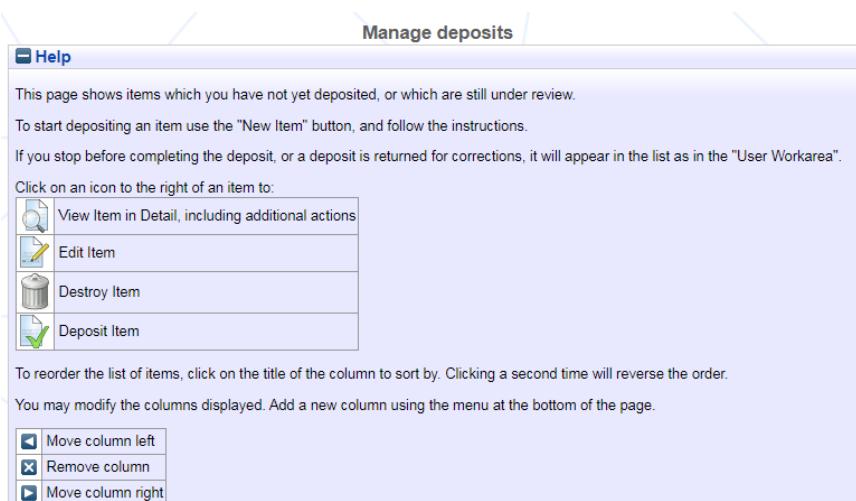 Manage deposits
Help
This page shows items which you have not yet deposited, or which are still under review.
To start depositing an item use the "New Item" button, and follow the instructions.
If you stop before completing the deposit, or a deposit is returned for corrections, it will appear in the list as in the "User Workarea".
Click on an icon to the right of an item to:
View Item in Detail, including additional actions
Edit Item
Destroy Item
Deposit Item
To reorder the list of items, click on the title of the column to sort by. Clicking a second time will reverse the order.
You may modify the columns displayed. Add a new column using the menu at the bottom of the page.
Move column left
Remove column
Move column right